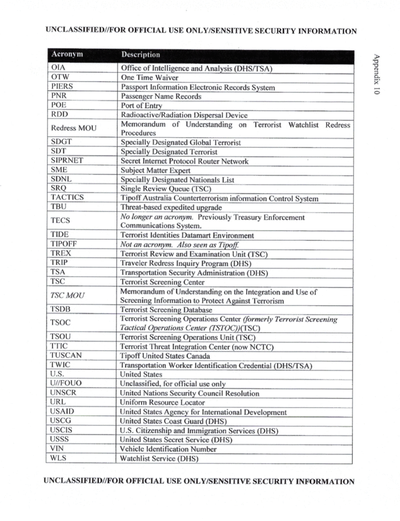 UNCLASSIFIED//FOR OFFICIAL USE ONLY/SENSITIVE SECURITY INFORMATION
Appendix 10
Acronym Description
OIA Office of Intelligence and Analysis (DHS/TSA)
OTW One Time Waiver
PIERS Passport Information Electronic Records System
PNR Passenger Name Records
POE Port of Entry
RDD Radioactive/Radiation Dispersal Device
Redress MOU Memorandum of Understanding on Terrorist Watchlist Redress
Procedures
SDGT Specially Designated Global Terrorist
SDT Specially Designated Terrorist
SIPRNET Secret Internet Protocol Router Network
SME Subject Matter Expert
SDNL Specially Designated Nationals List
SRQ Single Review Queue (TSC)
TACTICS Tipoff Australia Counterterrorism information Control System
TBU Threat-based expedited upgrade
TECS No longer an acronym. Previously Treasury Enforcement
Communications System.
TIDE Terrorist Identities Datamart Environment
TIPOFF Not an acronym. Also seen as Tipoff.
TREX Terrorist Review and Examination Unit (TSC)
TRIP Traveler Redress Inquiry Program (DHS)
TSA Transportation Security Administration (DHS)
TSC Terrorist Screening Center
TSC MOU Memorandum of Understanding on the Integration and Use of
Screening Information to Protect Against Terrorism
TSDB Terrorist Screening Database
TSOC Terrorist Screening Operations Center (formerly Terrorist Screening
Tactical Operations Center (TSTOC))(TSC)
TSOU Terrorist Screening Operations Unit (TSC)
TTIC Terrorist Threat Integration Center (now NCTC)
TUSCAN Tipoff United States Canada
TWIC Transportation Worker Identification Credential (DHS/TSA)
U.S. United States
U//FOUO Unclassified, for official use only
UNSCR United Nations Security Council Resolution
URL Uniform Resource Locator
USAID United States Agency for International Development
USCG United States Coast Guard (DHS)
USCIS U.S. Citizenship and Immigration Services (DHS)
USSS United States Secret Service (DHS)
VIN Vehicle Identification Number
WLS Watchlist Service (DHS)
UNCLASSIFIED//FOR OFFICIAL USE ONLY/SENSITIVE SECURITY INFORMATION